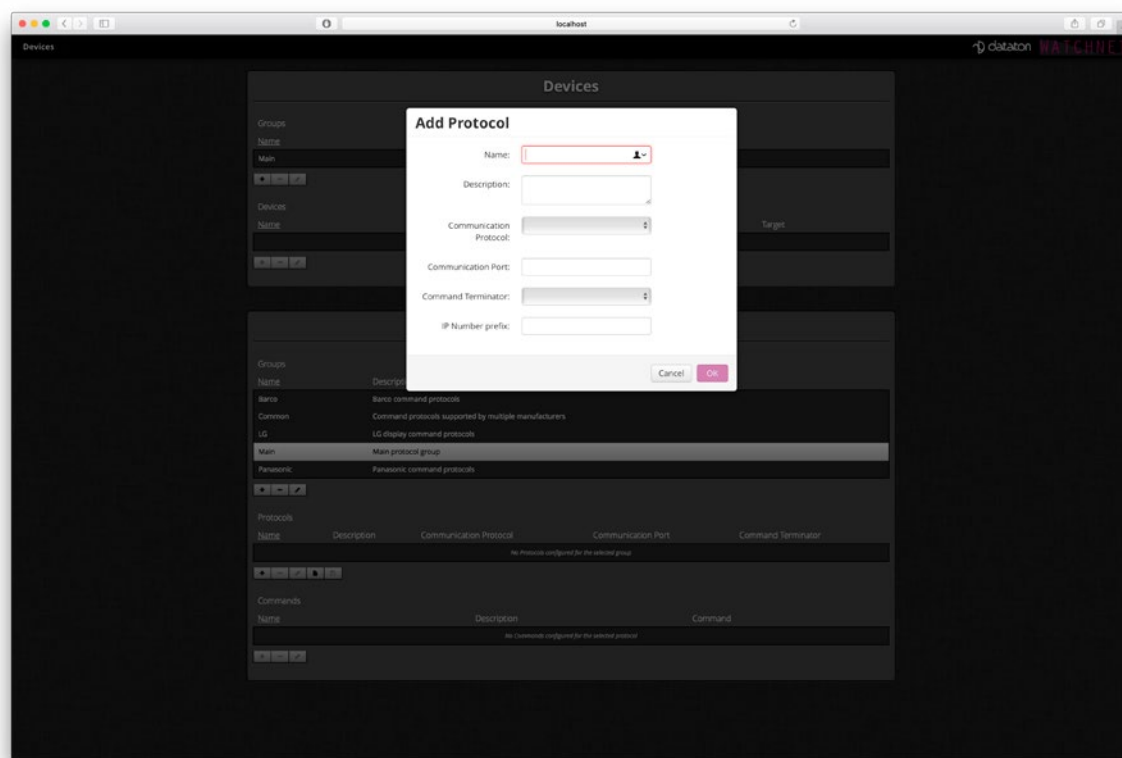 localhost
Devices
dataton WATCHNE
Devices
Add Protocol
Groups
Name
Name:
Main
Description:
Devices
Name
Target
Communication
Protocol:
Communication Port:
Command Terminator:
IP Number prefix:
Groups
Cancel OK
Name Descripti
Barco Barco command protocols
Common Command protocols supported by multiple manufacturers
LG LG display command protocols
Main Main protocol group
Panasonic Panasonic command protocols
Protocols
Name Description Communication Protocol Communication Port Command Terminator
No Protocols configured for the selected group
Commands
Name Description Command
No Commands configured for the selected protocol